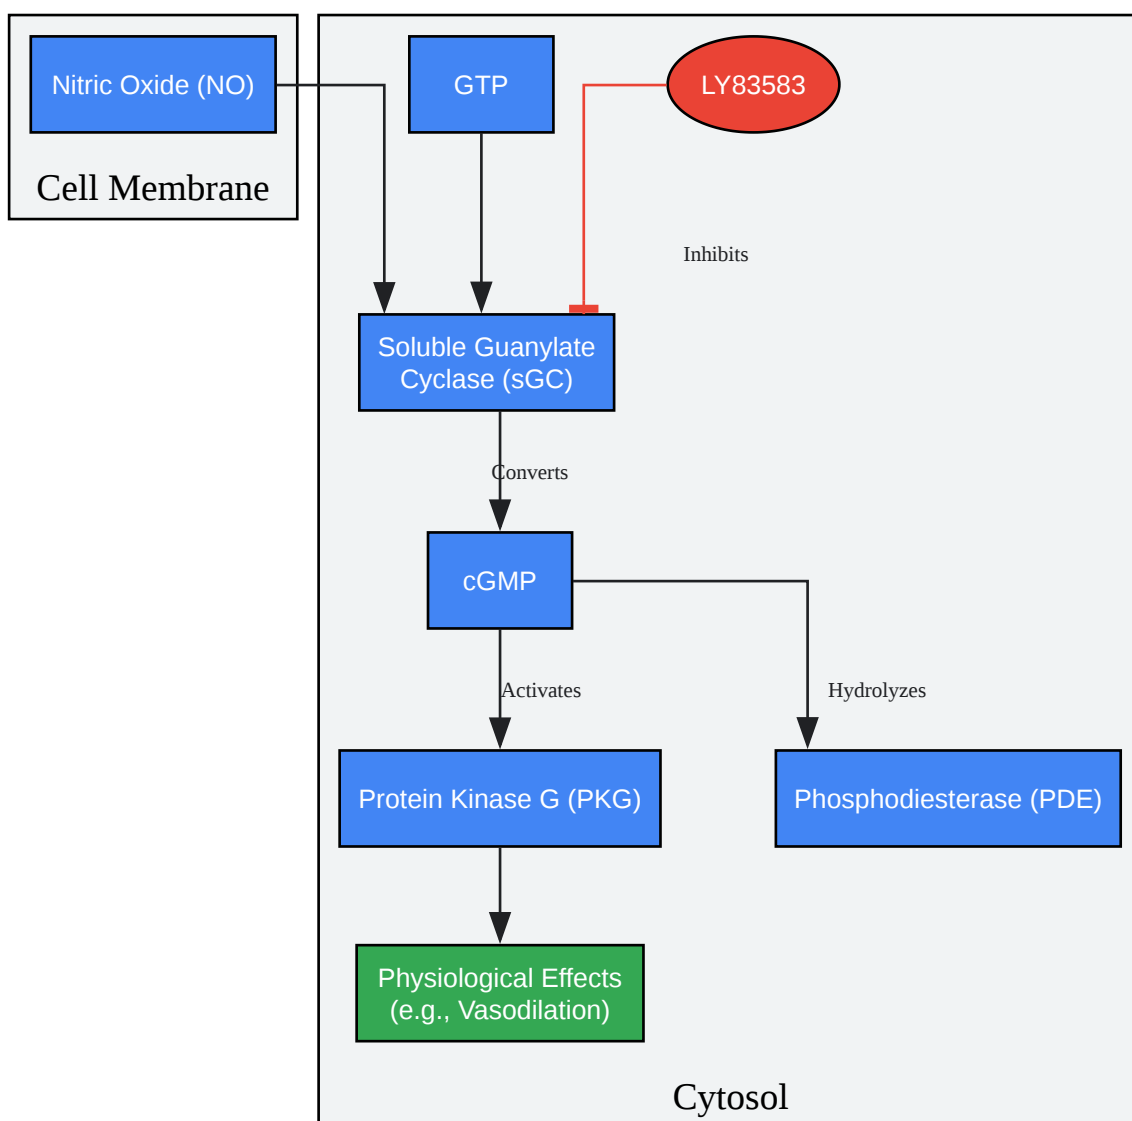 Nitric Oxide (NO)
GTP
LY83583
Cell Membrane
Inhibits
Soluble Guanylate
Cyclase (sGC)
Converts
cGMP
Activates
Hydrolyzes
Protein Kinase G (PKG)
Phosphodiesterase (PDE)
Physiological Effects
(e.g., Vasodilation)
Cytosol